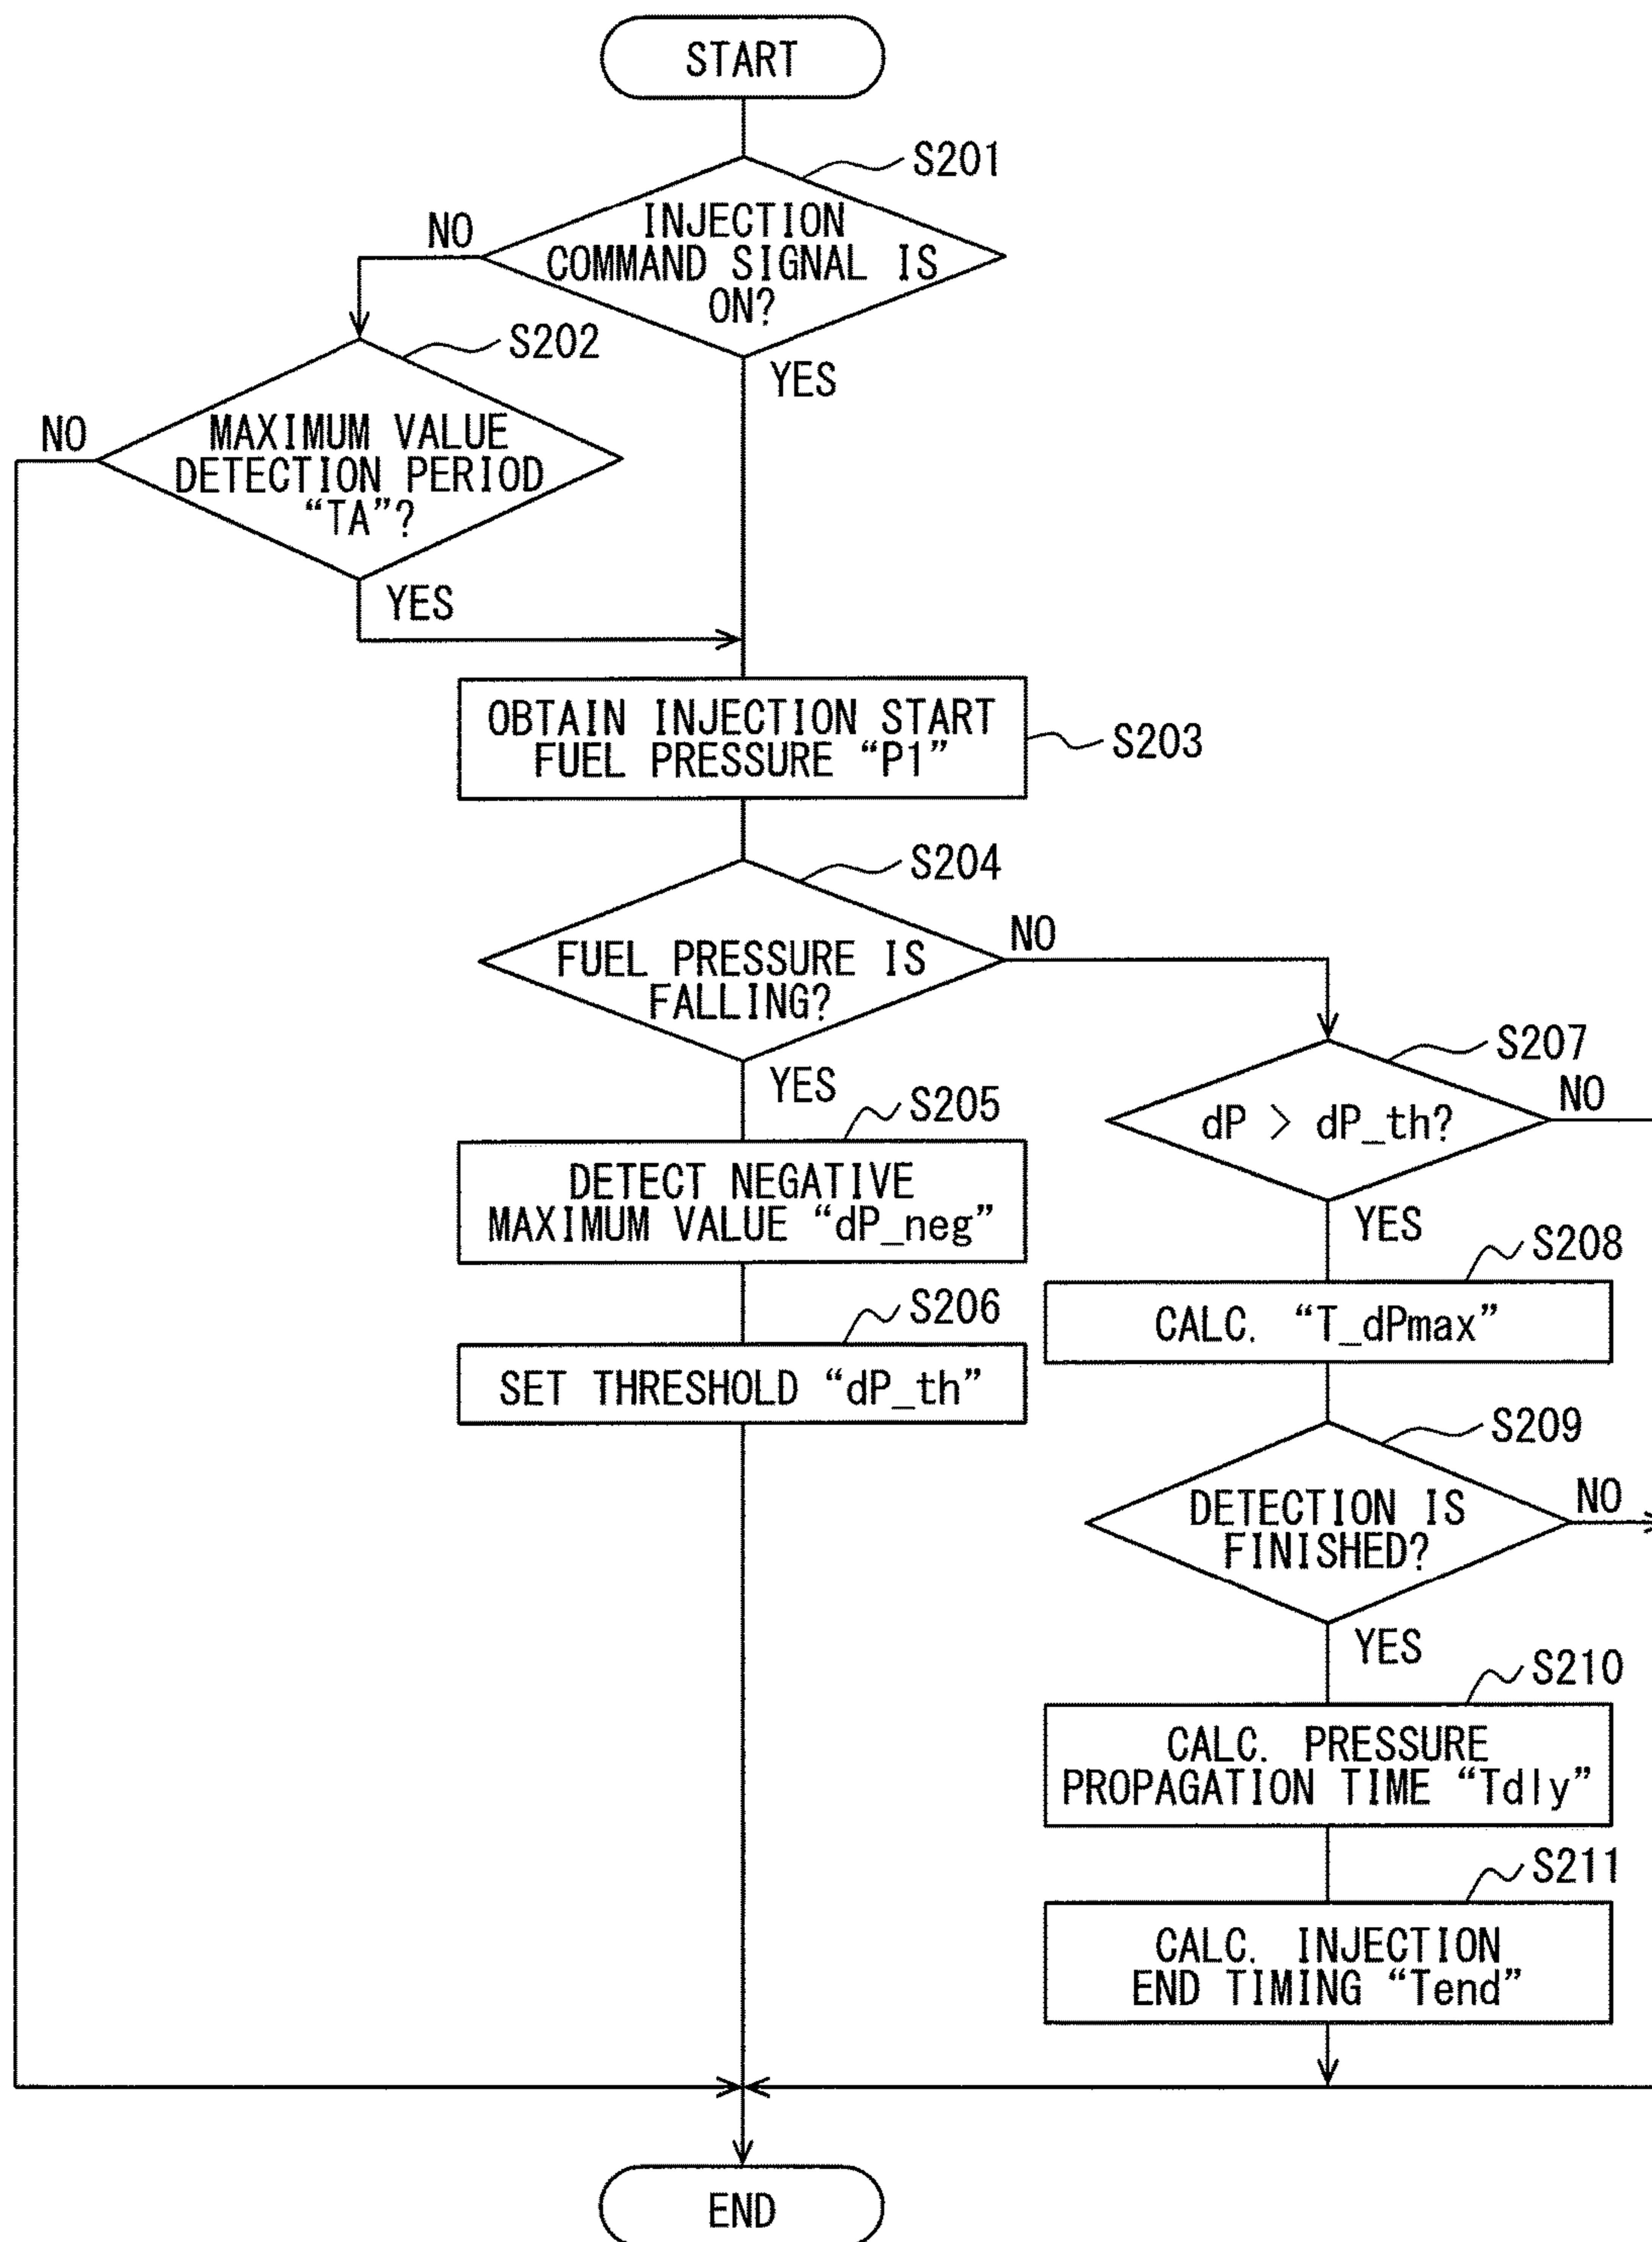 START
S201
INJECTION
COMMAND SIGNAL IS
ON?
NO
YES
S202
MAXIMUM VALUE
DETECTION PERIOD
“TA”?
NO
YES
OBTAIN INJECTION START
FUEL PRESSURE “P1”
S203
S204
FUEL PRESSURE IS
FALLING?
NO
YES
S205
DETECT NEGATIVE
MAXIMUM VALUE “dP_neg”
S206
SET THRESHOLD “dP_th”
S207
dP > dP_th?
NO
YES
S208
CALC. “T_dPmax”
S209
DETECTION IS
FINISHED?
NO
YES
S210
CALC. PRESSURE
PROPAGATION TIME “Tdly”
S211
CALC. INJECTION
END TIMING “Tend”
END